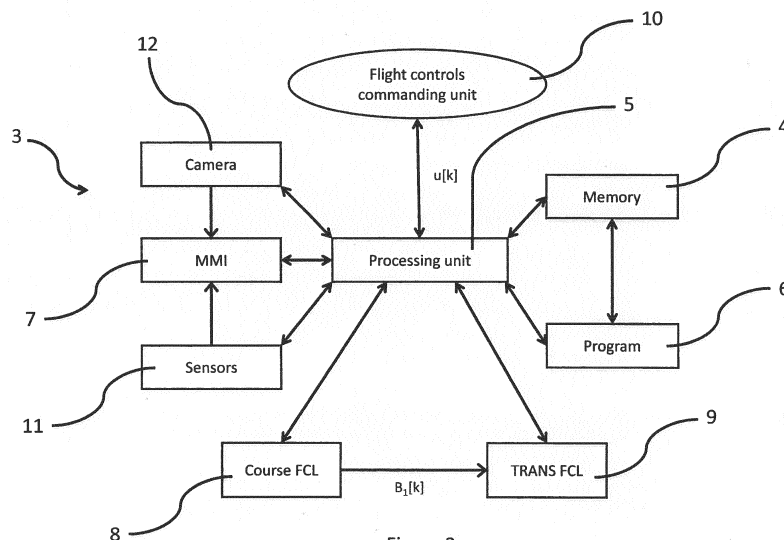 10
12
Flight controls
commanding unit
5
3
4
Camera
u[k]
Memory
MMI
Processing unit
7
6
Sensors
Program
11
9
Course FCL
B₁[k]
TRANS FCL
8